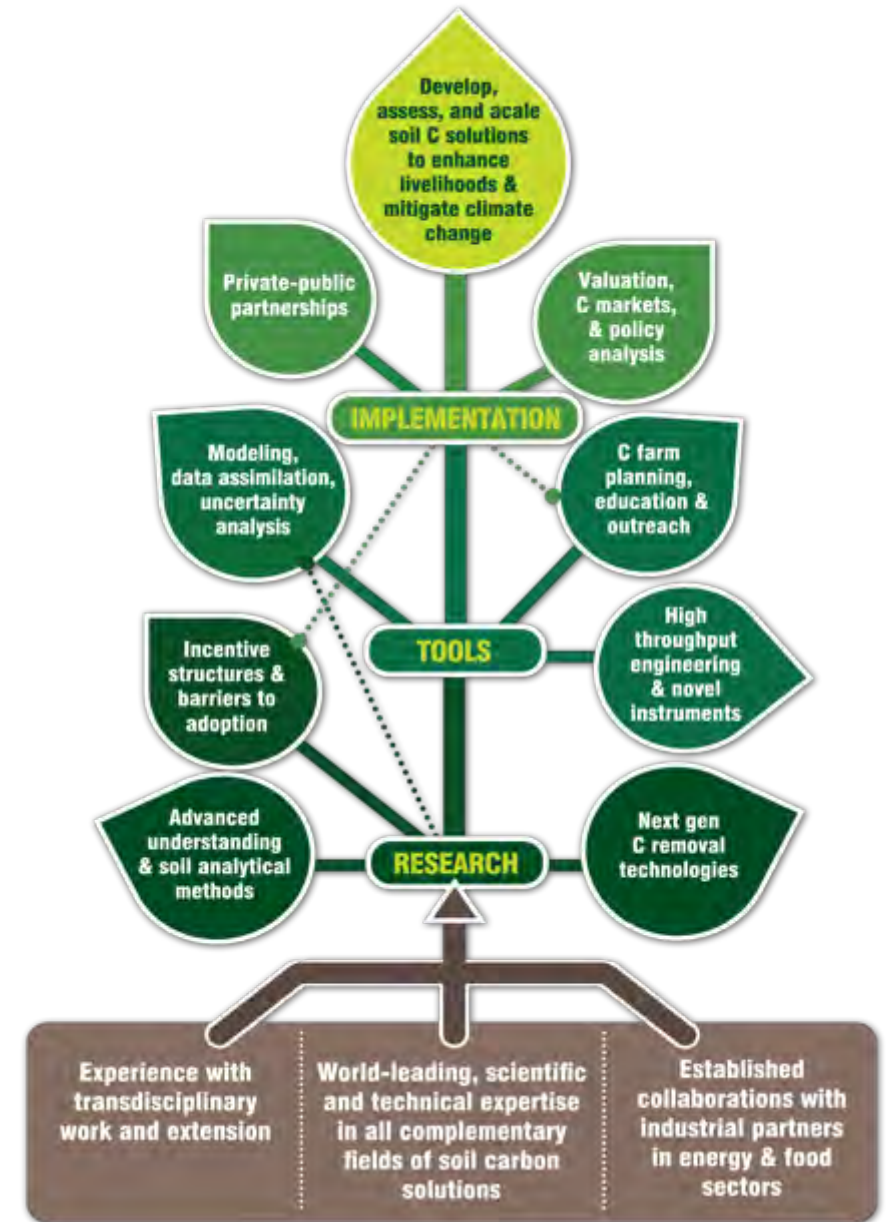 Develop,
assess, and acale
soil C solutions
to enhance
livelihoods &
mitigate climate
change
Private-public
partnerships
Valuation,
C markets,
& policy
analysis
IMPLEMENTATION
Modeling,
data assimilation,
uncertainty
analysis
C farm
planning,
education &
outreach
TOOLS
High
throughput
engineering
& novel
instruments
Incentive
structures &
barriers to
adoption
Advanced
understanding
& soil analytical
methods
RESEARCH
Next gen
C removal
technologies
Experience with
transdisciplinary
work and extension
World-leading, scientific
and technical expertise
in all complementary
fields of soil carbon
solutions
Established
collaborations with
industrial partners
in energy & food
sectors